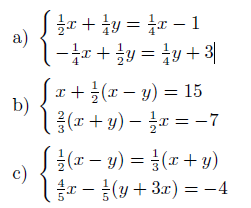 a) { 1/2x + 1/4y = 1/4x − 1
−1/4x + 1/2y = 1/4y + 3
b) { x + 1/2(x − y) = 15
2/3(x + y) − 1/2x = −7
c) { 1/2(x − y) = 1/3(x + y)
4/5x − 1/5(y + 3x) = −4